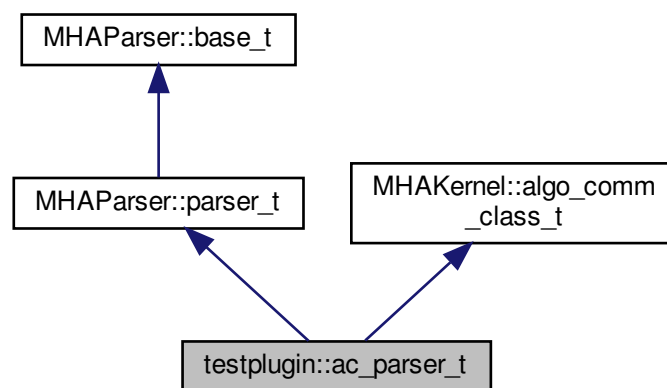 MHAParser::base_t
MHAParser::parser_t
MHAKernel::algo_comm
_class_t
testplugin::ac_parser_t